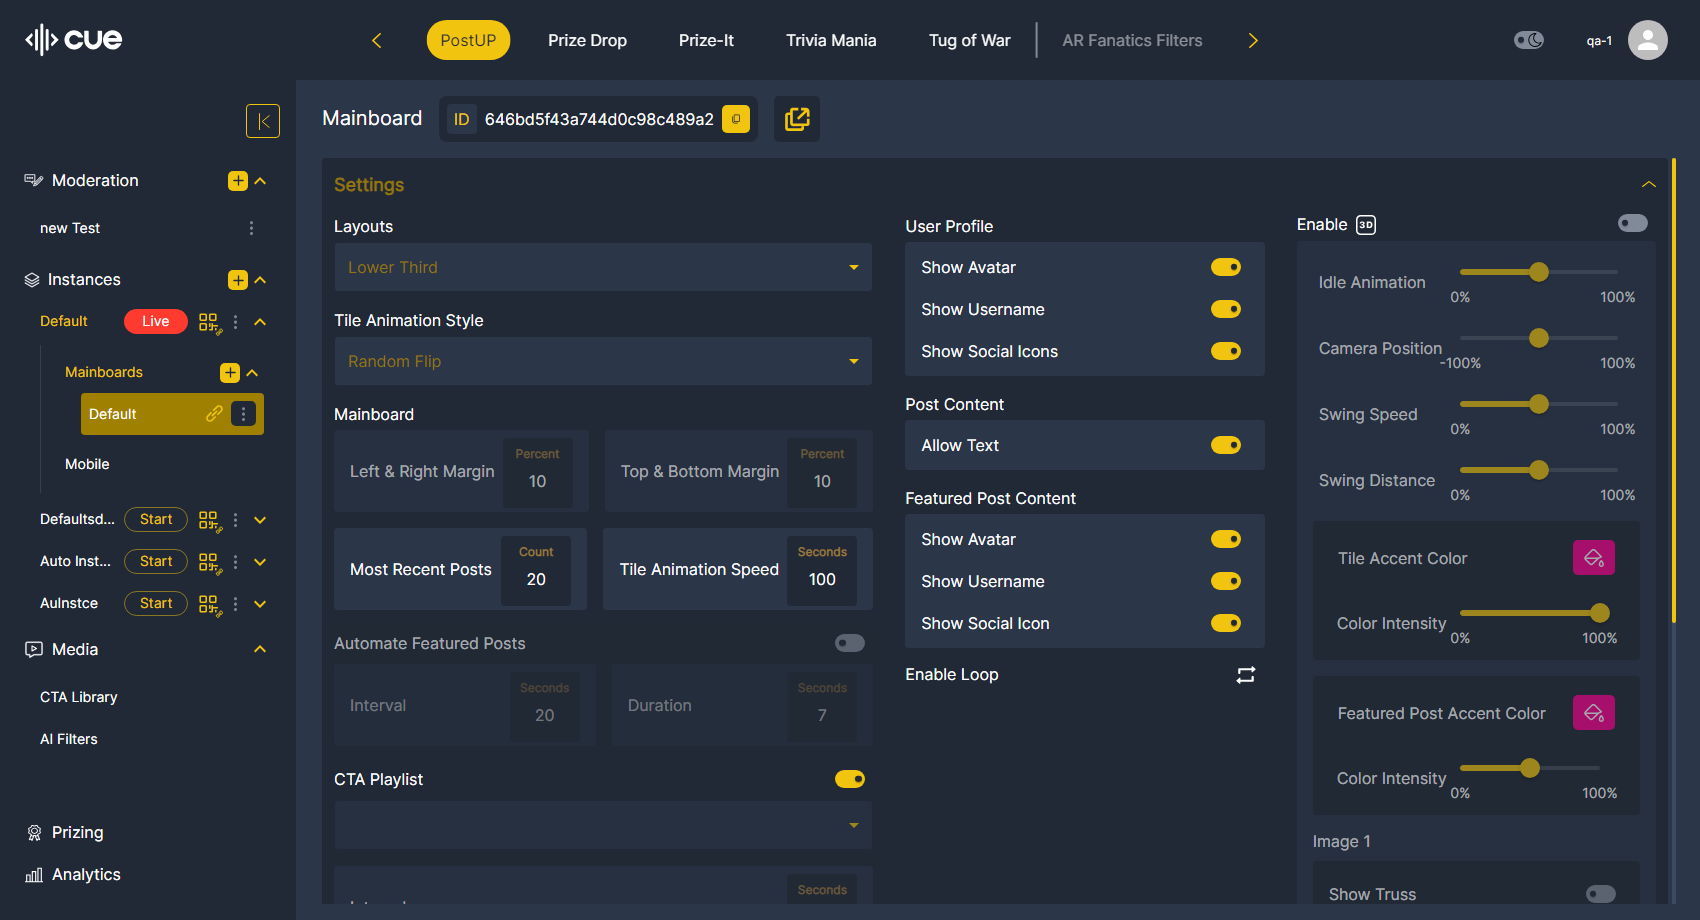 cue
PostUP
Prize Drop
Prize-It
Trivia Mania
Tug of War
AR Fanatics Filters
qa-1
Moderation
new Test
Instances
Default
Live
Mainboards
Default
Mobile
Defaultsd...
Start
Auto Inst...
Start
AuInstce
Start
Media
CTA Library
AI Filters
Prizing
Analytics
Mainboard
ID 646bd5f43a744d0c98c489a2
Settings
Layouts
Lower Third
Tile Animation Style
Random Flip
Mainboard
Left & Right Margin
Percent
10
Top & Bottom Margin
Percent
10
Most Recent Posts
Count
20
Tile Animation Speed
Seconds
100
Automate Featured Posts
Interval
Seconds
20
Duration
Seconds
7
CTA Playlist
Seconds
User Profile
Show Avatar
Show Username
Show Social Icons
Post Content
Allow Text
Featured Post Content
Show Avatar
Show Username
Show Social Icon
Enable Loop
Enable 3D
Idle Animation
0% 100%
Camera Position
-100% 100%
Swing Speed
0% 100%
Swing Distance
0% 100%
Tile Accent Color
Color Intensity
0% 100%
Featured Post Accent Color
Color Intensity
0% 100%
Image 1
Show Truss